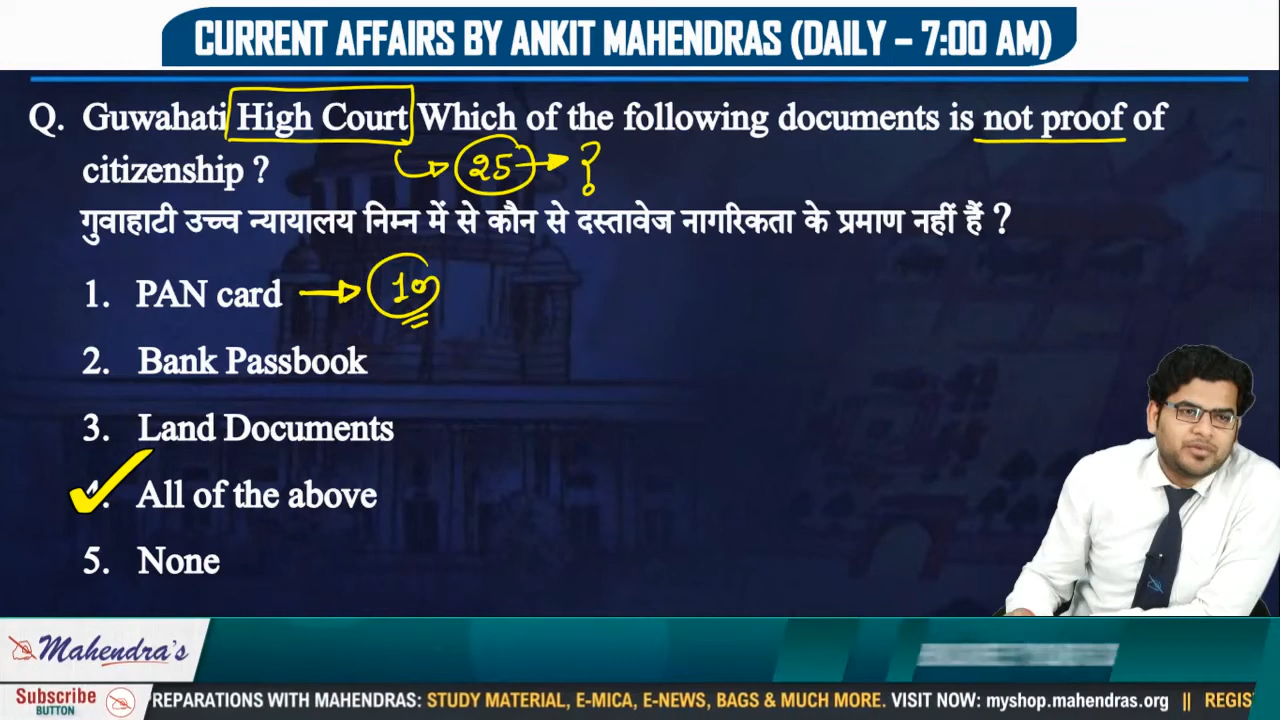 CURRENT AFFAIRS BY ANKIT MAHENDRAS (DAILY – 7:00 AM)
Q. Guwahati High Court Which of the following documents is not proof of
citizenship ?
25 ?
गुवाहाटी उच्च न्यायालय निम्न में से कौन से दस्तावेज नागरिकता के प्रमाण नहीं हैं ?
1. PAN card
2. Bank Passbook
3. Land Documents
4. All of the above
5. None
Mahendra's
Subscribe
BUTTON
REPARATIONS WITH MAHENDRAS: STUDY MATERIAL, E-MICA, E-NEWS, BAGS & MUCH MORE. VISIT NOW: myshop.mahendras.org || REGIS